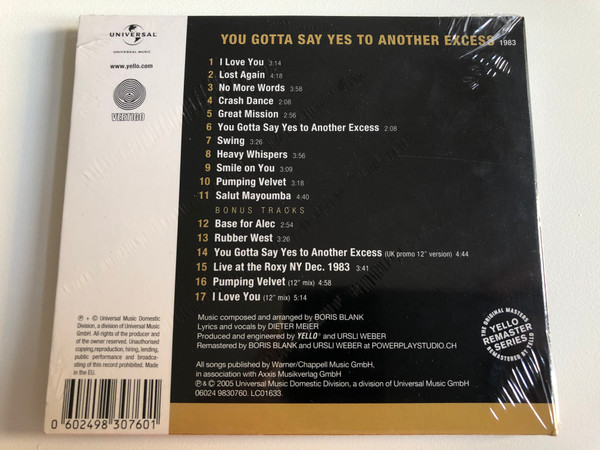 UNIVERSAL
UNIVERSAL MUSIC
www.yello.com
VERTIGO
℗ + © Universal Music Domestic
Division, a division of Universal Music
GmbH. All rights of the producer and
of the owner reserved. Unauthorised
copying,reproduction, hiring, lending,
public performance and broadca-
sting of this record prohibited. Made
in the EU.
0 602498 307601
YOU GOTTA SAY YES TO ANOTHER EXCESS 1983
1 I Love You 3:14
2 Lost Again 4:18
3 No More Words 3:58
4 Crash Dance 2:08
5 Great Mission 2:56
6 You Gotta Say Yes to Another Excess 2:08
7 Swing 3:26
8 Heavy Whispers 3:56
9 Smile on You 3:09
10 Pumping Velvet 3:18
11 Salut Mayoumba 4:40
BONUS TRACKS
12 Base for Alec 2:54
13 Rubber West 3:26
14 You Gotta Say Yes to Another Excess (UK promo 12" version) 4:44
15 Live at the Roxy NY Dec. 1983 3:41
16 Pumping Velvet (12" mix) 4:58
17 I Love You (12" mix) 5:14
Music composed and arranged by BORIS BLANK
Lyrics and vocals by DIETER MEIER
Produced and engineered by YELLO® and URSLI WEBER
Remastered by BORIS BLANK and URSLI WEBER at POWERPLAYSTUDIO.CH
All songs published by Warner/Chappell Music GmbH,
in association with Axxis Musikverlag GmbH
℗ & © 2005 Universal Music Domestic Division, a division of Universal Music GmbH
06024 9830760. LC01633.
THE ORIGINAL MASTERS
YELLO
REMASTER
SERIES
REMASTERED BY YELLO